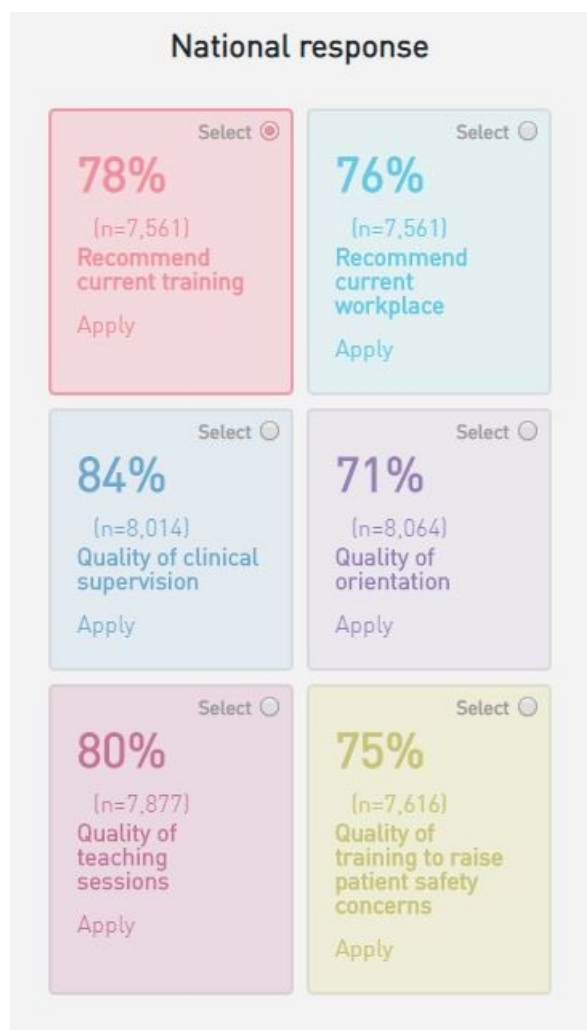 National response
Select
78%
(n=7,561)
Recommend
current training
Apply
Select
76%
(n=7,561)
Recommend
current
workplace
Apply
Select
84%
(n=8,014)
Quality of clinical
supervision
Apply
Select
71%
(n=8,064)
Quality of
orientation
Apply
Select
80%
(n=7,877)
Quality of
teaching
sessions
Apply
Select
75%
(n=7,616)
Quality of
training to raise
patient safety
concerns
Apply